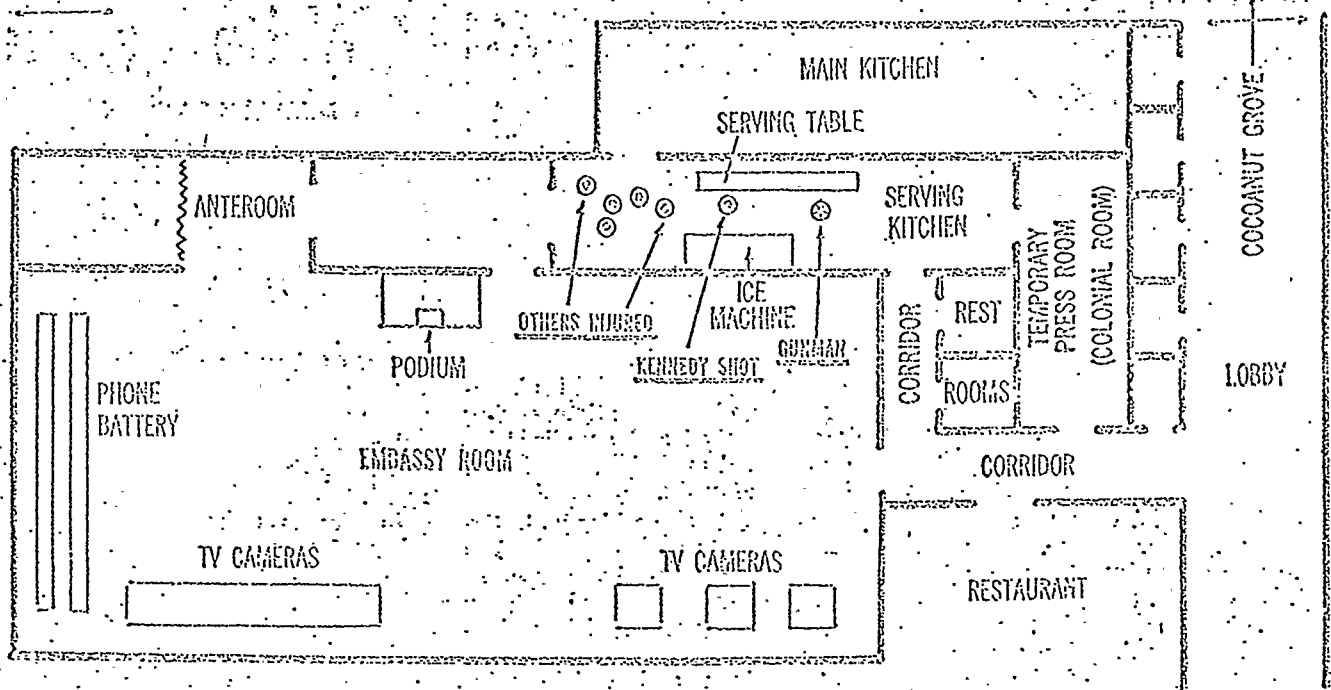 MAIN KITCHEN
SERVING TABLE
ANTEROOM
SERVING
KITCHEN
COCOANUT GROVE
TEMPORARY
PRESS ROOM
(COLONIAL ROOM)
OTHERS INJURED
ICE
MACHINE
KENNEDY SHOT
GUNMAN
PODIUM
CORRIDOR
REST
ROOMS
LOBBY
PHONE
BATTERY
EMBASSY ROOM
CORRIDOR
TV CAMERAS
TV CAMERAS
RESTAURANT